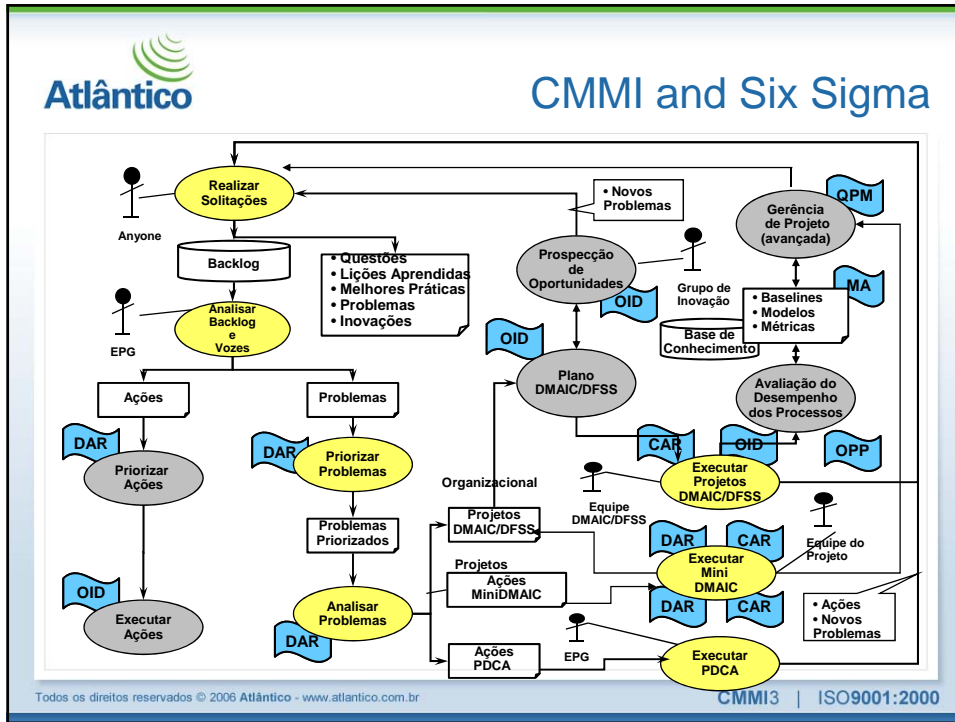 Atlântico
CMMI and Six Sigma
Realizar
Solitações
Anyone
Backlog
• Questões
• Lições Aprendidas
• Melhores Práticas
• Problemas
• Inovações
Analisar
Backlog
e
Vozes
EPG
Ações
Problemas
DAR
Priorizar
Ações
DAR
Priorizar
Problemas
Problemas
Priorizados
OID
Executar
Ações
Analisar
Problemas
DAR
• Novos
Problemas
Prospecção
de
Oportunidades
OID
Grupo de
Inovação
OID
Plano
DMAIC/DFSS
Base de
Conhecimento
QPM
Gerência
de Projeto
(avançada)
MA
• Baselines
• Modelos
• Métricas
Avaliação do
Desempenho
dos Processos
OPP
CAR
OID
Executar
Projetos
DMAIC/DFSS
Equipe
DMAIC/DFSS
Organizacional
Projetos
DMAIC/DFSS
Projetos
Ações
MiniDMAIC
DAR
CAR
Executar
Mini
DMAIC
DAR
CAR
Equipe do
Projeto
• Ações
• Novos
Problemas
Ações
PDCA
EPG
Executar
PDCA
Todos os direitos reservados © 2006 Atlântico - www.atlantico.com.br
CMMI3 | ISO9001:2000